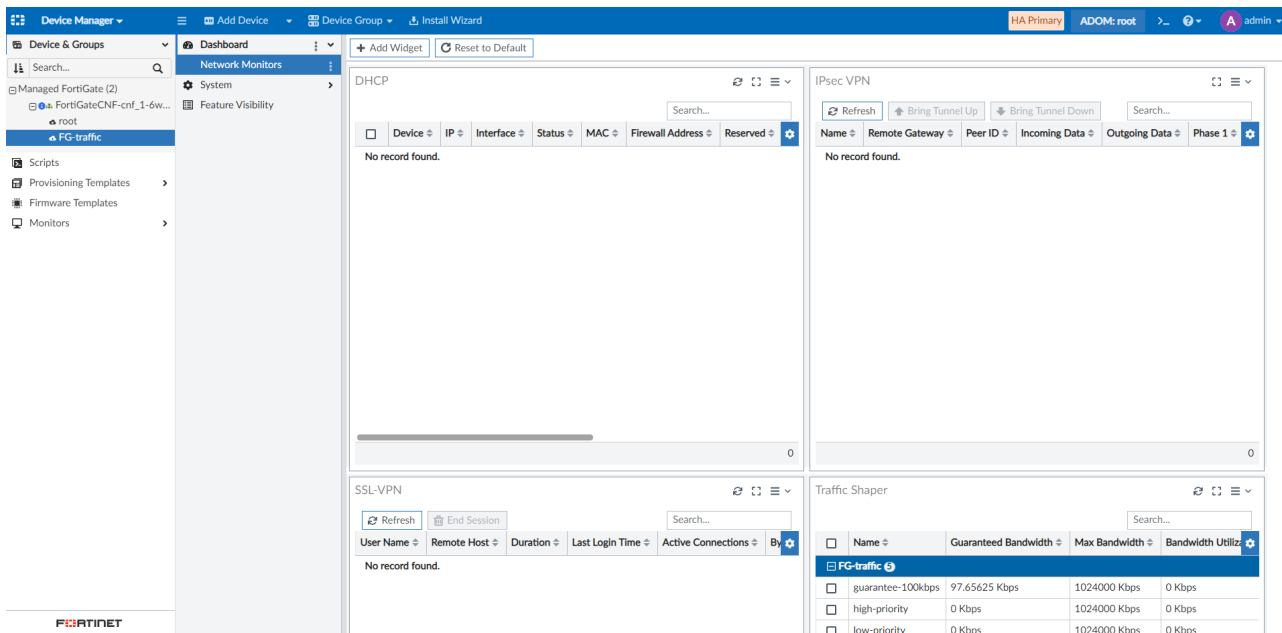 Device Manager
Add Device
Device Group
Install Wizard
HA Primary
ADOM: root
A admin
Device & Groups
Search...
Managed FortiGate (2)
FortiGateCNF-cnf_1-6w...
root
FG-traffic
Scripts
Provisioning Templates
Firmware Templates
Monitors
FORTINET
Dashboard
Network Monitors
System
Feature Visibility
+ Add Widget
Reset to Default
DHCP
Search...
Device IP Interface Status MAC Firewall Address Reserved
No record found.
0
IPsec VPN
Refresh Bring Tunnel Up Bring Tunnel Down Search...
Name Remote Gateway Peer ID Incoming Data Outgoing Data Phase 1
No record found.
0
SSL-VPN
Refresh End Session Search...
User Name Remote Host Duration Last Login Time Active Connections By
No record found.
Traffic Shaper
Search...
Name Guaranteed Bandwidth Max Bandwidth Bandwidth Utiliza
FG-traffic 5
guarantee-100kbps 97.65625 Kbps 1024000 Kbps 0 Kbps
high-priority 0 Kbps 1024000 Kbps 0 Kbps
low-priority 0 Kbps 1024000 Kbps 0 Kbps